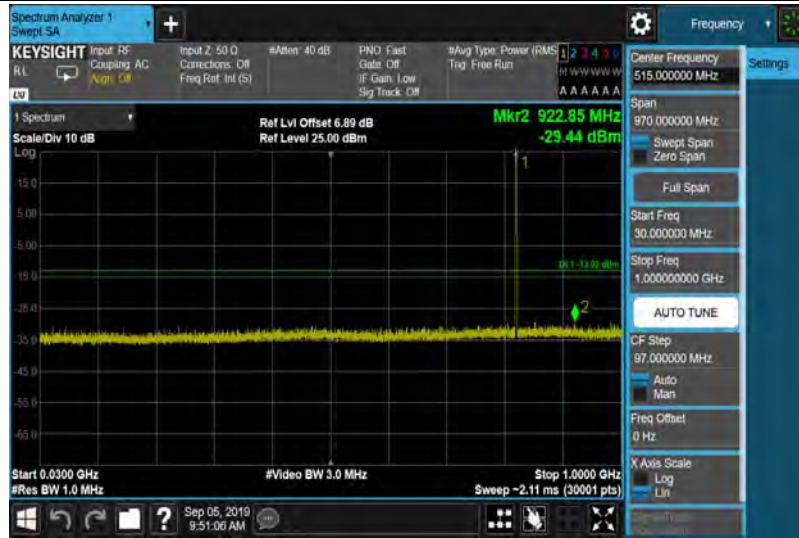 Spectrum Analyzer 1
Swept SA
Frequency
KEYSIGHT
Input: RF
Input Z: 50 Ω
#Atten: 40 dB
PNO: Fast
#Avg Type: Power (RMS
1 2 3 4 5 6
RL
Coupling: AC
Corrections: Off
Gate: Off
Trig: Free Run
M W W W W W
Align: Off
Freq Ref: Int (S)
IF Gain: Low
Sig Track: Off
A A A A A A
LXI
1 Spectrum
Ref Lvl Offset 6.89 dB
Mkr2 922.85 MHz
Scale/Div 10 dB
Ref Level 25.00 dBm
-29.44 dBm
Log
1
15.0
5.00
-5.00
DL1 -13.00 dBm
-15.0
-25.0
2
-35.0
-45.0
-55.0
-65.0
Start 0.0300 GHz
#Video BW 3.0 MHz
Stop 1.0000 GHz
#Res BW 1.0 MHz
Sweep ~2.11 ms (30001 pts)
Sep 05, 2019
9:51:06 AM
?
Center Frequency
515.000000 MHz
Settings
Span
970.000000 MHz
Swept Span
Zero Span
Full Span
Start Freq
30.000000 MHz
Stop Freq
1.000000000 GHz
AUTO TUNE
CF Step
97.000000 MHz
Auto
Man
Freq Offset
0 Hz
X Axis Scale
Log
Lin